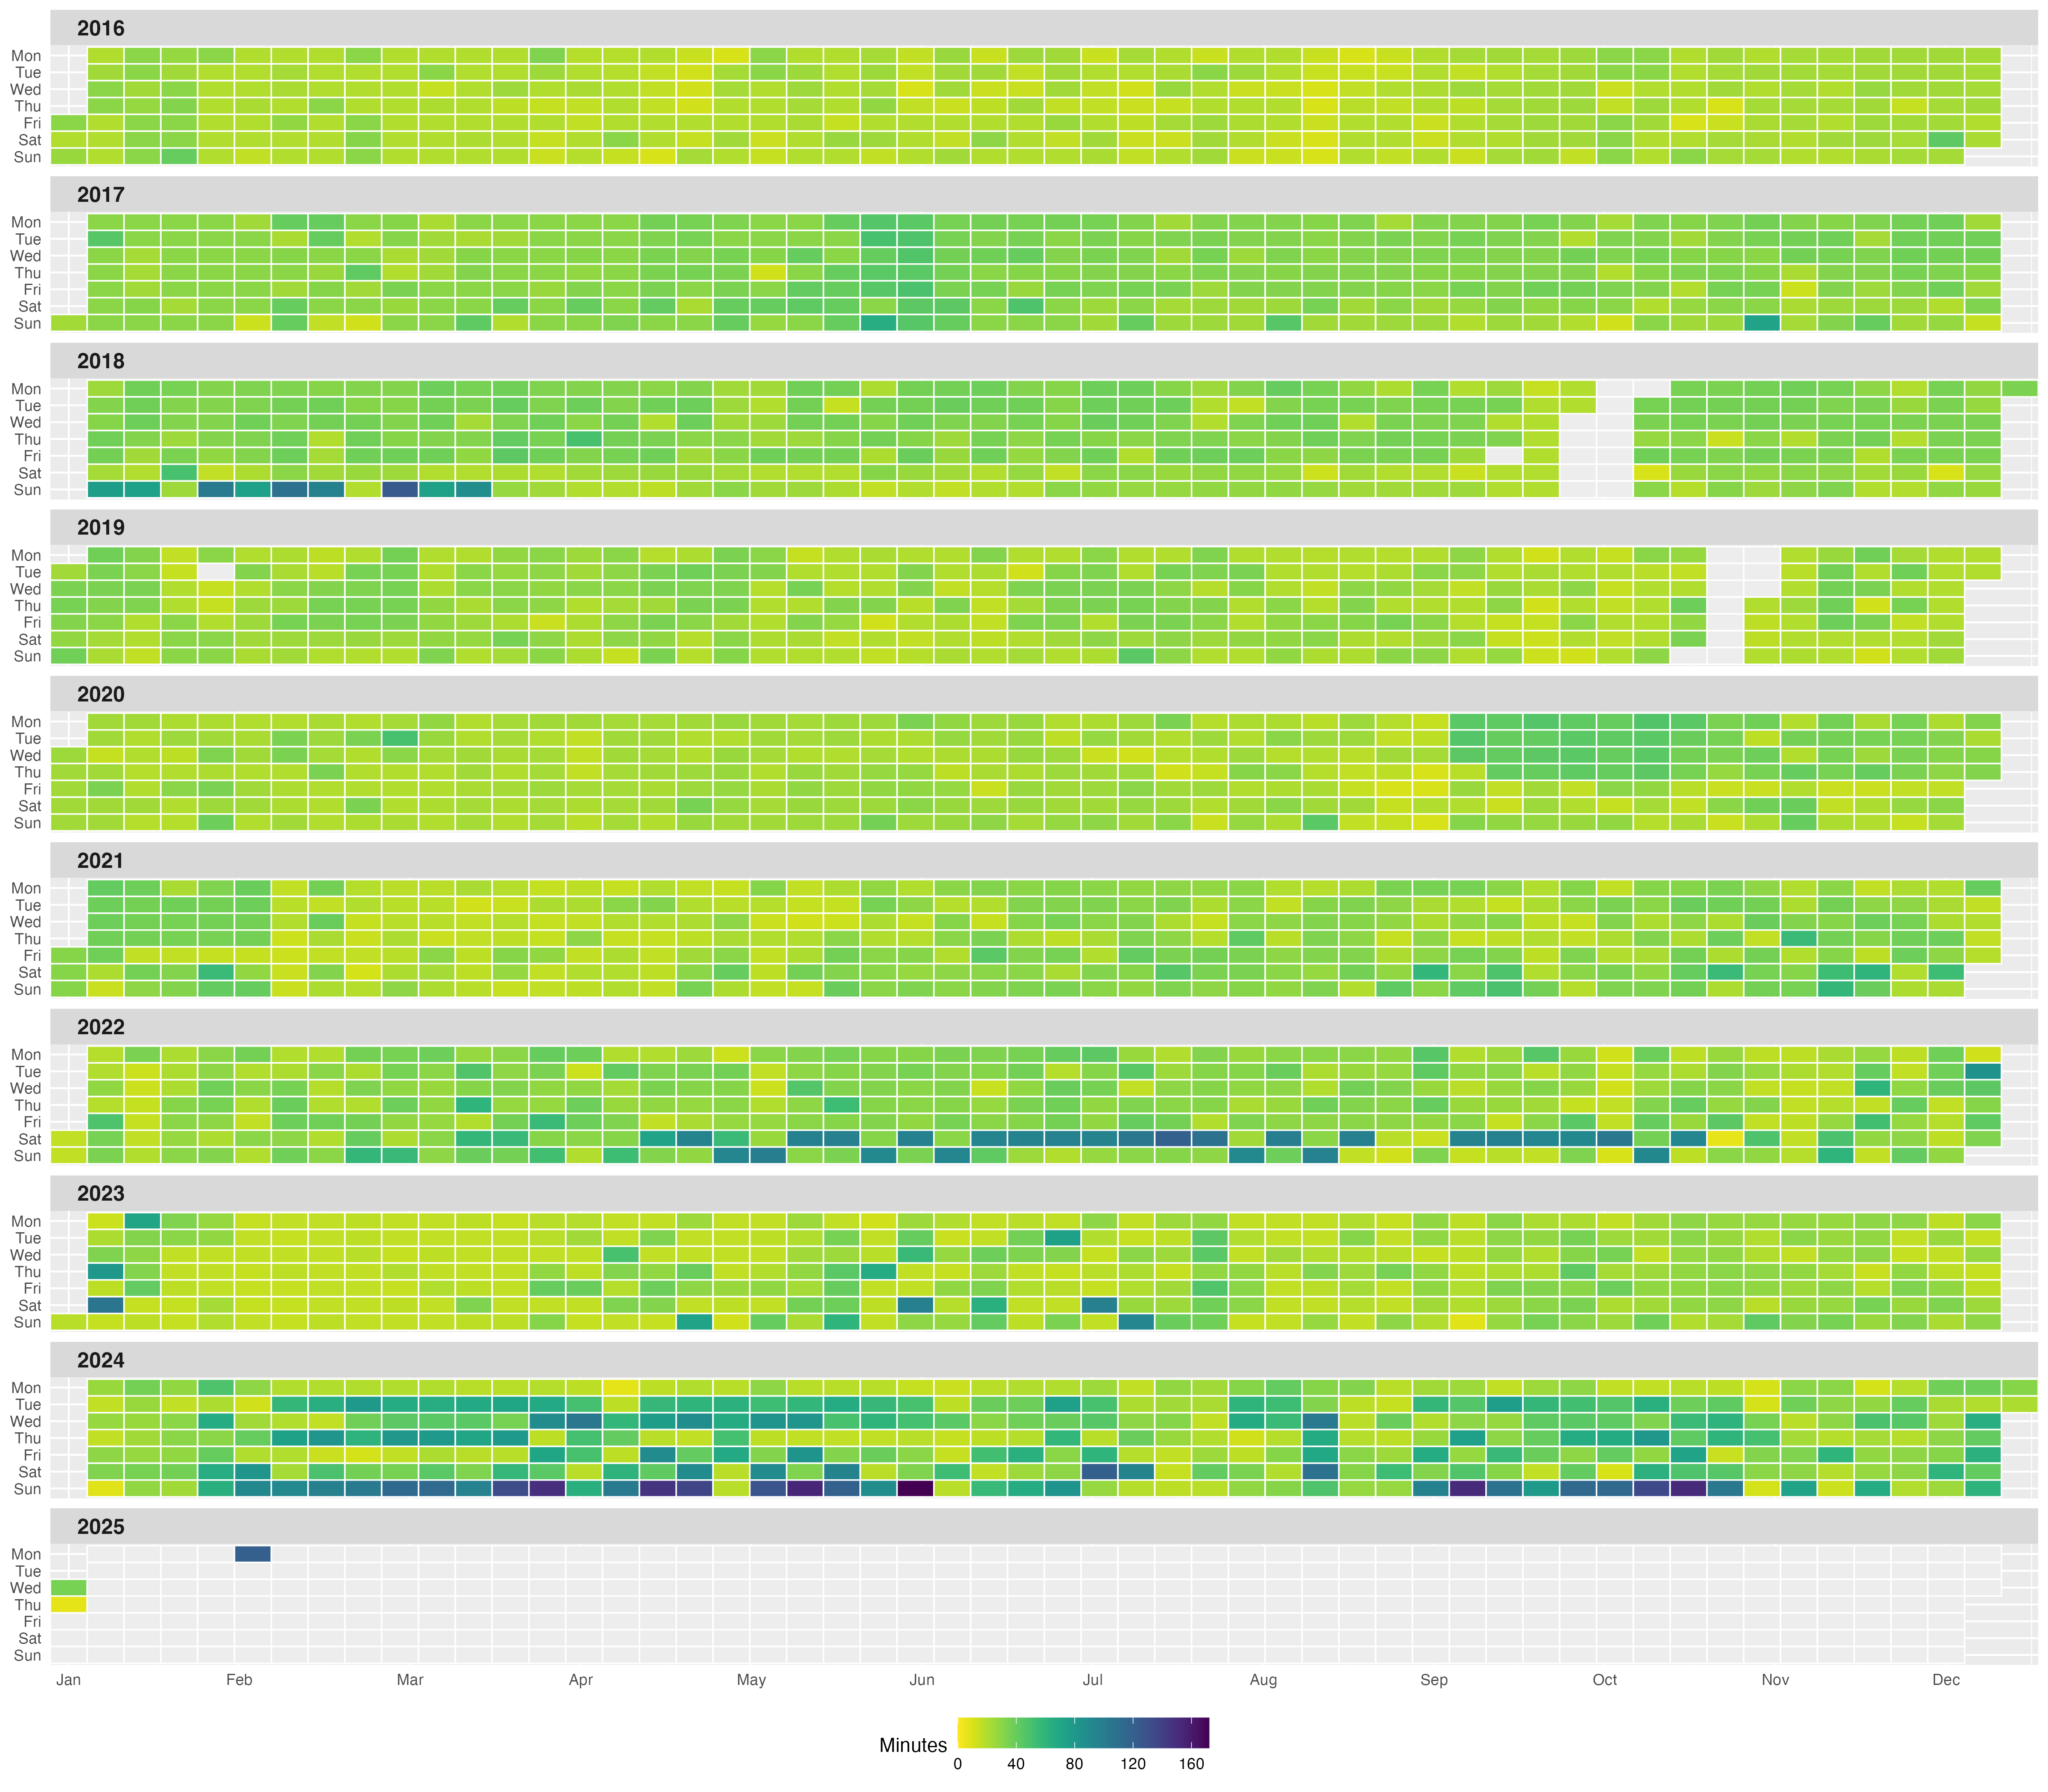 2016
Mon
Tue
Wed
Thu
Fri
Sat
Sun
2017
Mon
Tue
Wed
Thu
Fri
Sat
Sun
2018
Mon
Tue
Wed
Thu
Fri
Sat
Sun
2019
Mon
Tue
Wed
Thu
Fri
Sat
Sun
2020
Mon
Tue
Wed
Thu
Fri
Sat
Sun
2021
Mon
Tue
Wed
Thu
Fri
Sat
Sun
2022
Mon
Tue
Wed
Thu
Fri
Sat
Sun
2023
Mon
Tue
Wed
Thu
Fri
Sat
Sun
2024
Mon
Tue
Wed
Thu
Fri
Sat
Sun
2025
Mon
Tue
Wed
Thu
Fri
Sat
Sun
Jan Feb Mar Apr May Jun Jul Aug Sep Oct Nov Dec
Minutes
0 40 80 120 160